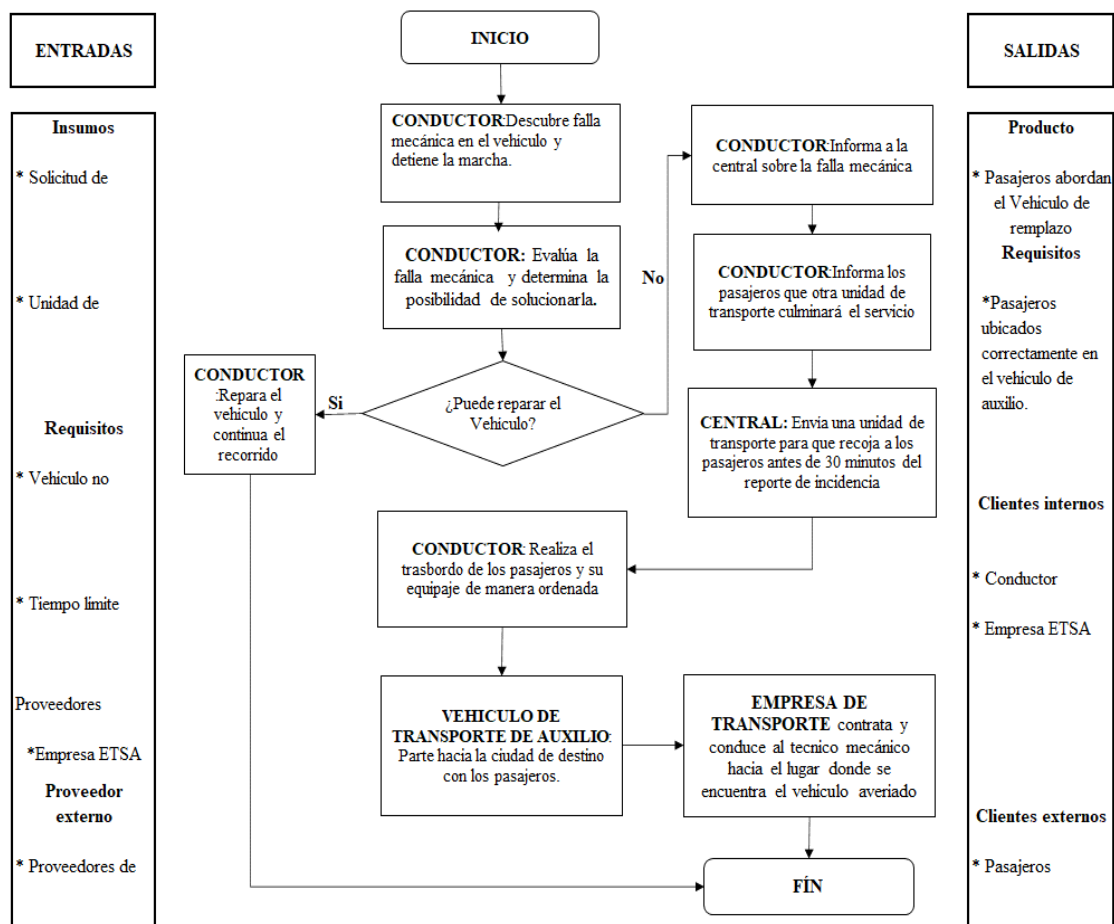 ENTRADAS
Insumos
* Solicitud de
* Unidad de
Requisitos
* Vehículo no
* Tiempo limite
Proveedores
*Empresa ETSA
Proveedor
externo
* Proveedores de
INICIO
CONDUCTOR:Descubre falla
mecánica en el vehiculo y
detiene la marcha.
CONDUCTOR: Evalúa la
falla mecánica y determina la
posibilidad de solucionarla.
¿Puede reparar el
Vehiculo?
Si
CONDUCTOR
:Repara el
vehiculo y
continua el
recorrido
No
CONDUCTOR:Informa a la
central sobre la falla mecánica
CONDUCTOR:Informa los
pasajeros que otra unidad de
transporte culminará el servicio
CENTRAL: Envia una unidad de
transporte para que recoja a los
pasajeros antes de 30 minutos del
reporte de incidencia
CONDUCTOR: Realiza el
trasbordo de los pasajeros y su
equipaje de manera ordenada
VEHICULO DE
TRANSPORTE DE AUXILIO:
Parte hacia la ciudad de destino
con los pasajeros.
EMPRESA DE
TRANSPORTE contrata y
conduce al tecnico mecánico
hacia el lugar donde se
encuentra el vehículo averiado
FÍN
SALIDAS
Producto
* Pasajeros abordan
el Vehiculo de
remplazo
Requisitos
*Pasajeros
ubicados
correctamente en
el vehículo de
auxilio.
Clientes internos
* Conductor
* Empresa ETSA
Clientes externos
* Pasajeros